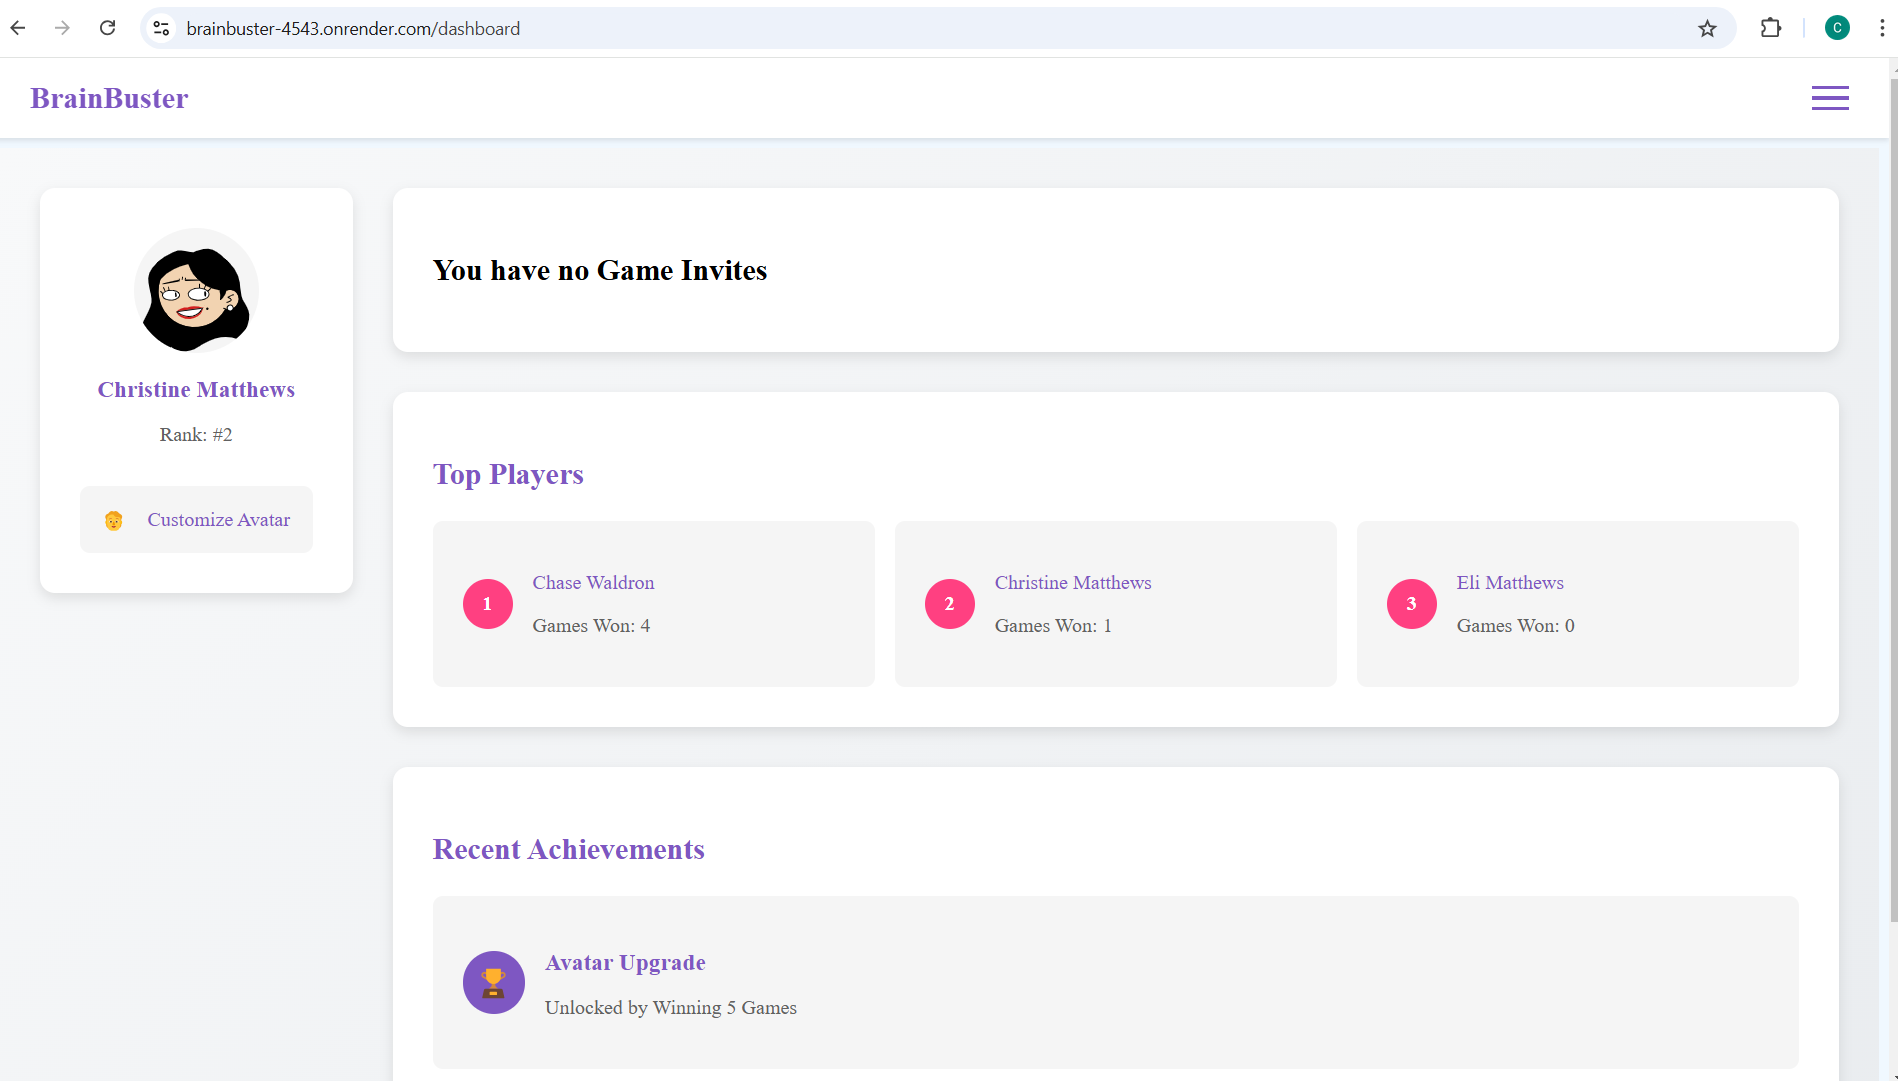 brainbuster-4543.onrender.com/dashboard
C
BrainBuster
Christine Matthews
Rank: #2
Customize Avatar
You have no Game Invites
Top Players
1
Chase Waldron
Games Won: 4
2
Christine Matthews
Games Won: 1
3
Eli Matthews
Games Won: 0
Recent Achievements
Avatar Upgrade
Unlocked by Winning 5 Games